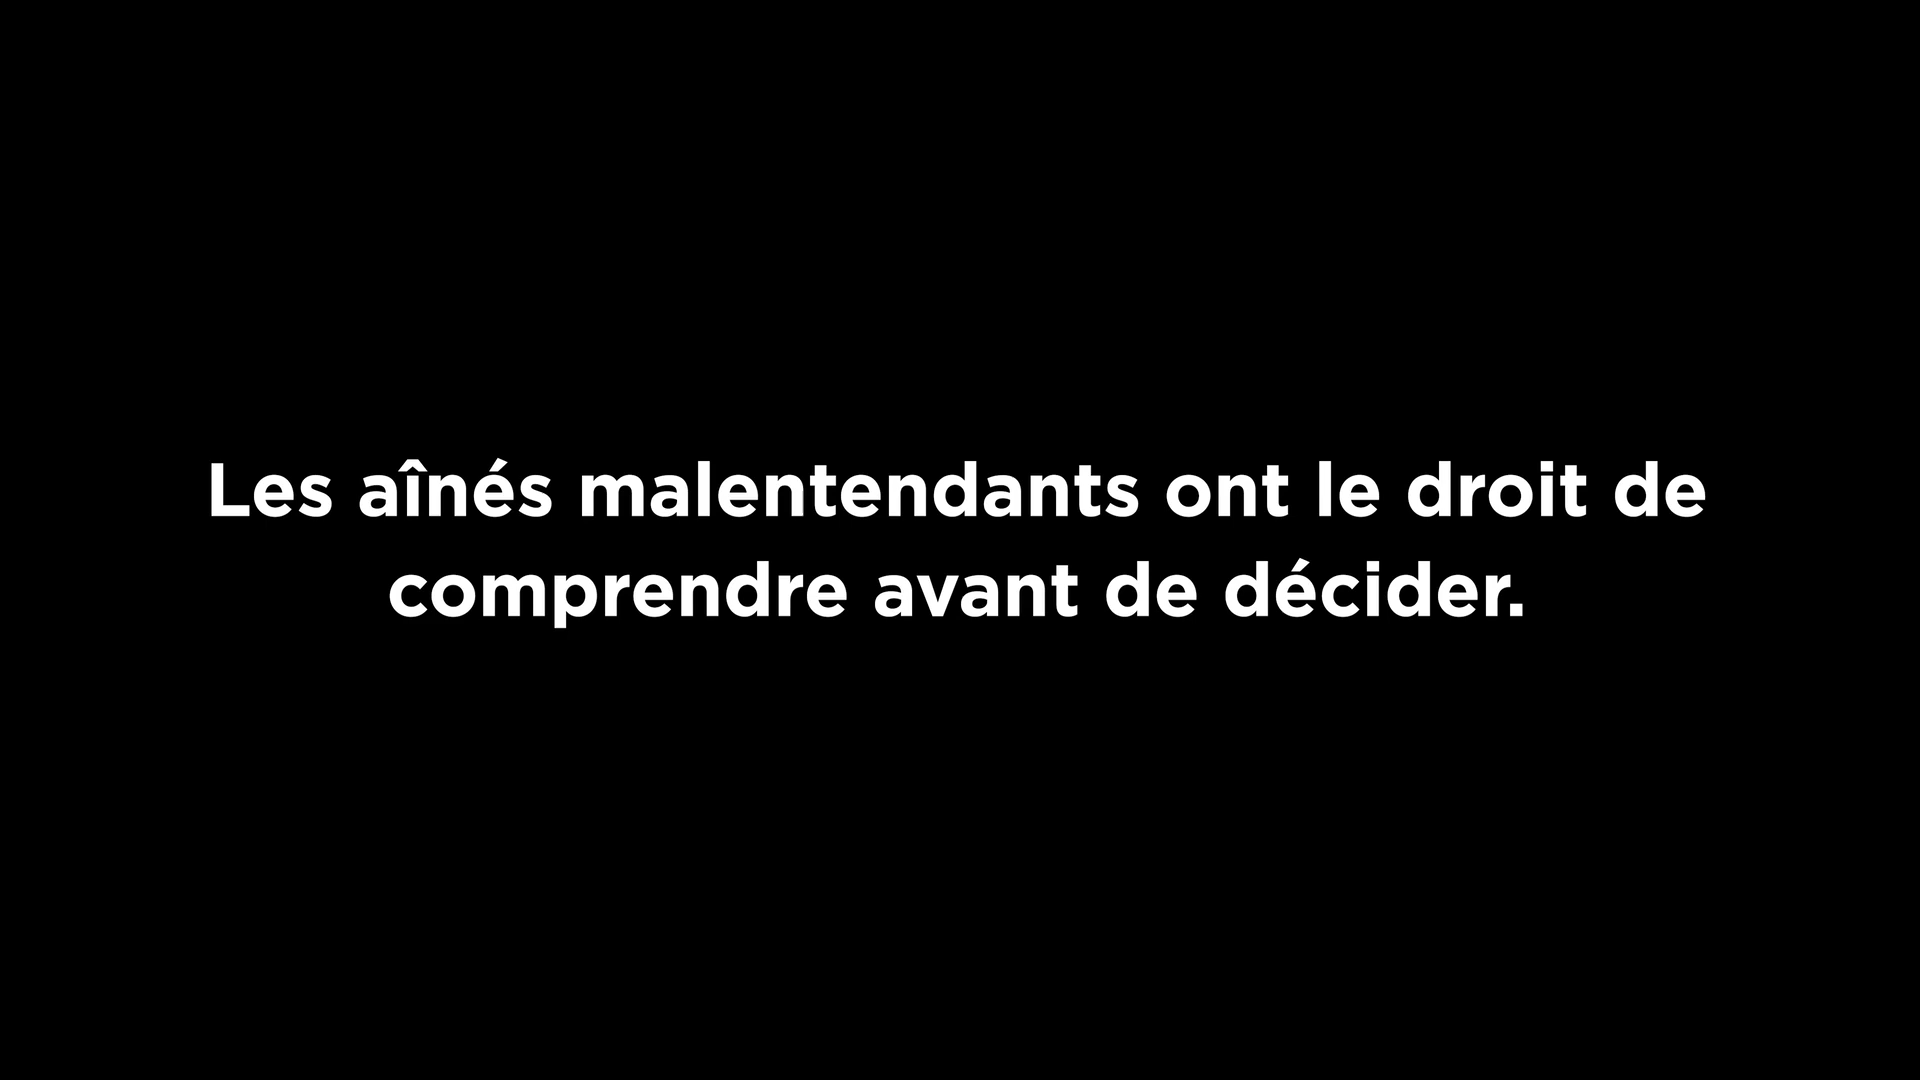 Les aînés malentendants ont le droit de
comprendre avant de décider.